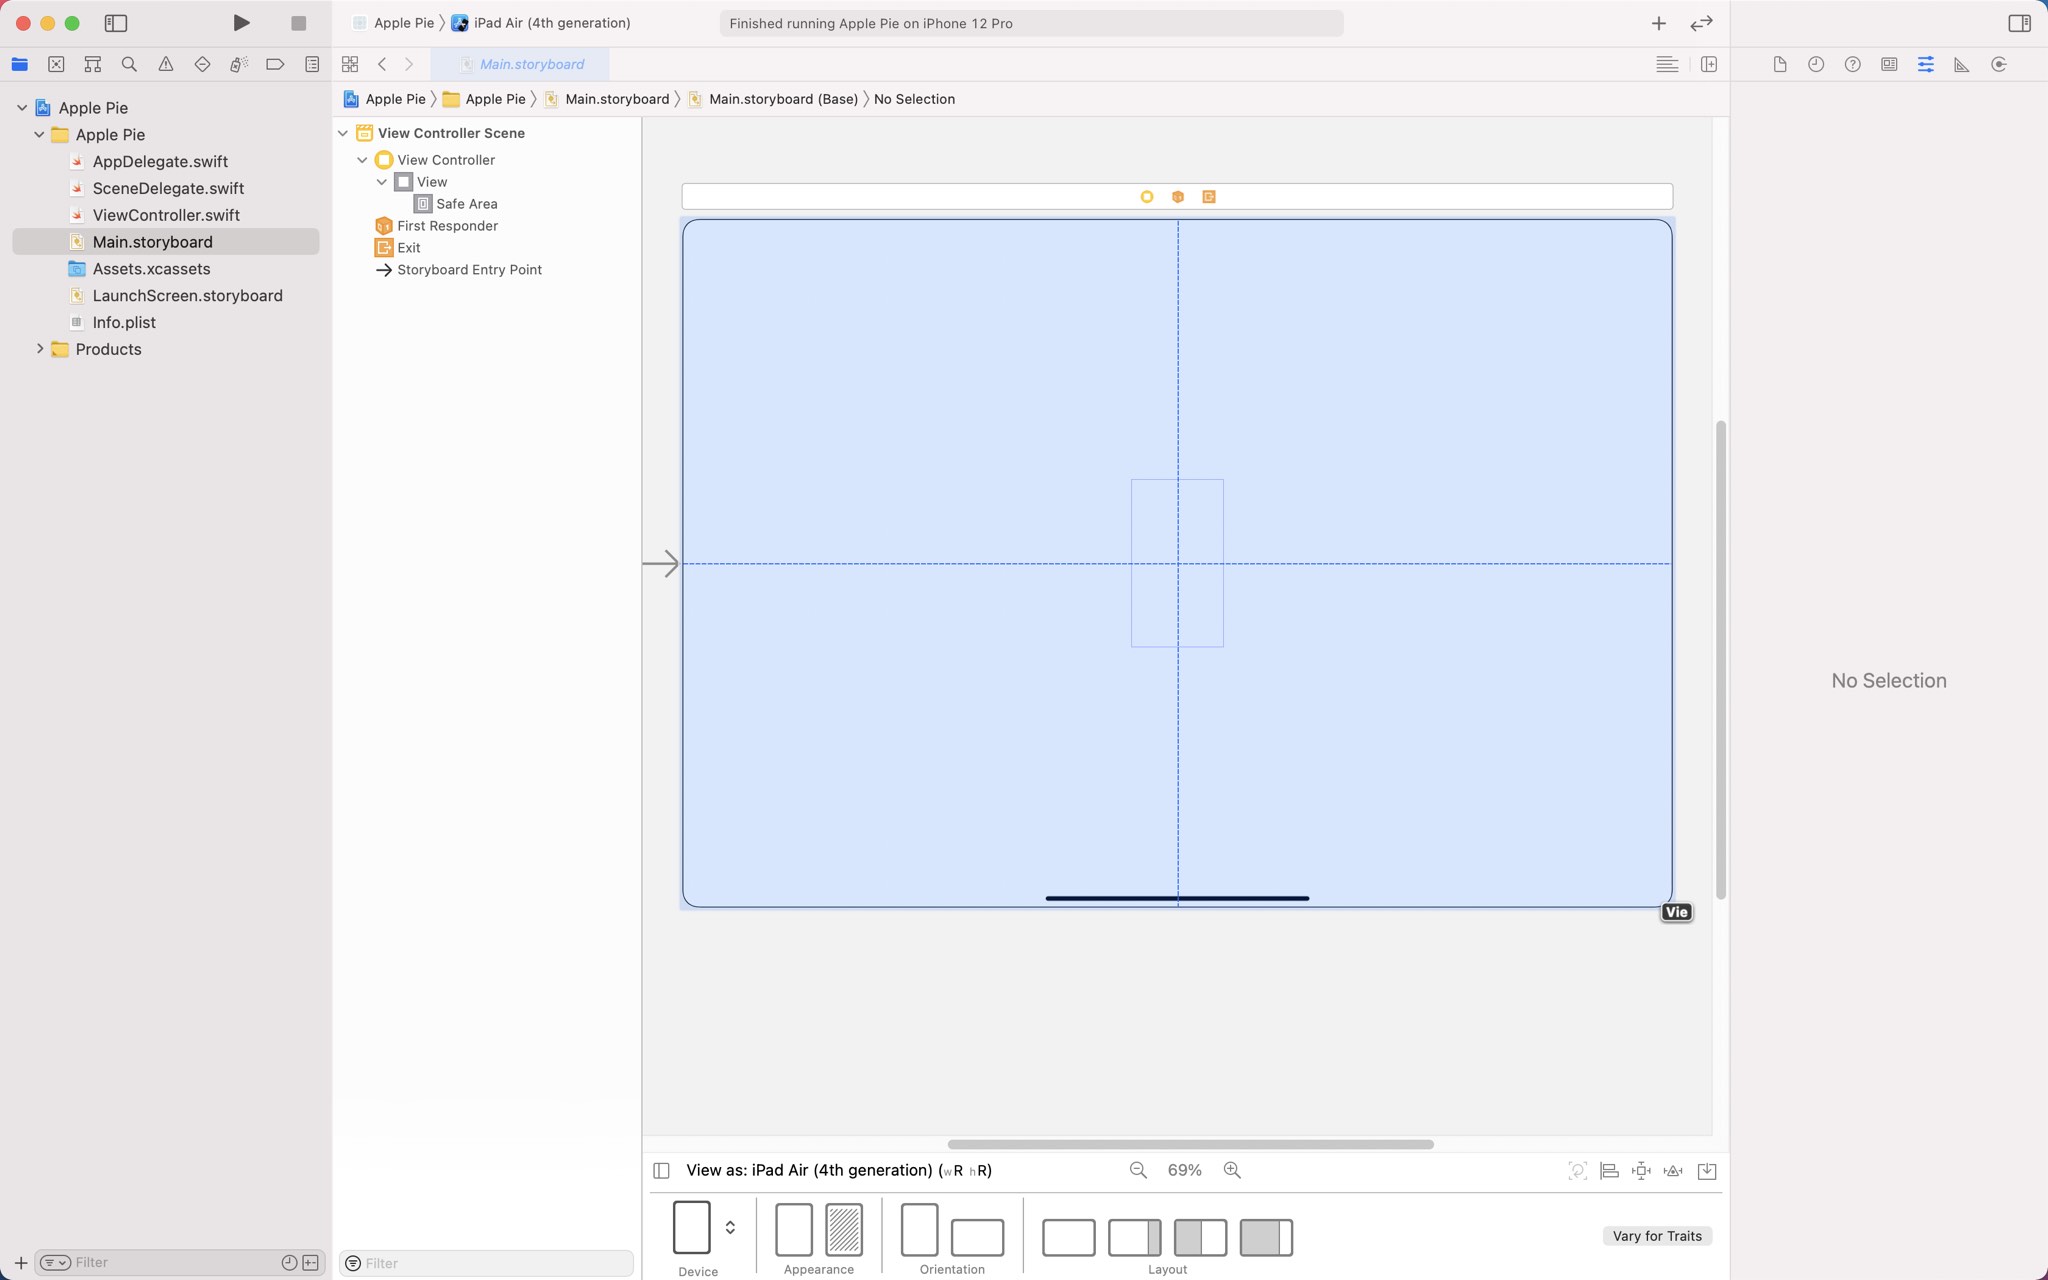 Apple Pie
iPad Air (4th generation)
Finished running Apple Pie on iPhone 12 Pro
Main.storyboard
Apple Pie
Apple Pie
Main.storyboard
Main.storyboard (Base)
No Selection
Apple Pie
Apple Pie
AppDelegate.swift
SceneDelegate.swift
ViewController.swift
Main.storyboard
Assets.xcassets
LaunchScreen.storyboard
Info.plist
Products
View Controller Scene
View Controller
View
Safe Area
First Responder
Exit
Storyboard Entry Point
Vie
No Selection
View as: iPad Air (4th generation) (wR hR)
69%
Vary for Traits
Device
Appearance
Orientation
Layout
Filter
Filter